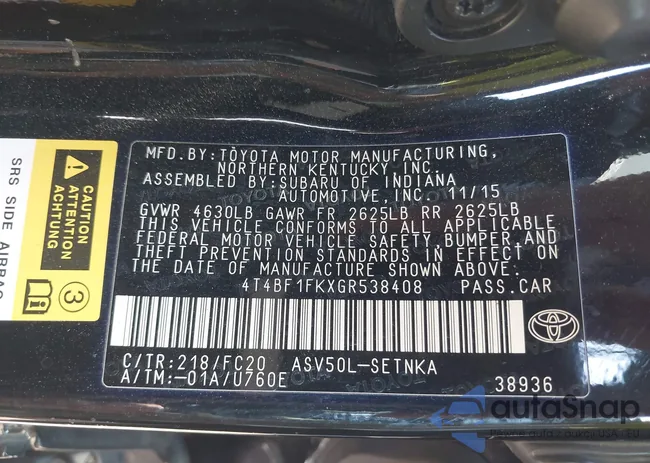 MFD.BY:TOYOTA MOTOR MANUFACTURING,
NORTHERN KENTUCKY,INC.
ASSEMBLED BY:SUBARU OF INDIANA
AUTOMOTIVE,INC. 11/15
GVWR 4630LB GAWR FR 2625LB RR 2625LB
THIS VEHICLE CONFORMS TO ALL APPLICABLE
FEDERAL MOTOR VEHICLE SAFETY,BUMPER,AND
THEFT PREVENTION STANDARDS IN EFFECT ON
THE DATE OF MANUFACTURE SHOWN ABOVE.
4T4BF1FKXGR538408 PASS.CAR
C/TR:218/FC20 ASV50L-SETNKA
A/TM:-01A/U760E 38936
CAUTION
ATTENTION
CAUTION
3
SRS SIDE AIRBAG
autoSnap